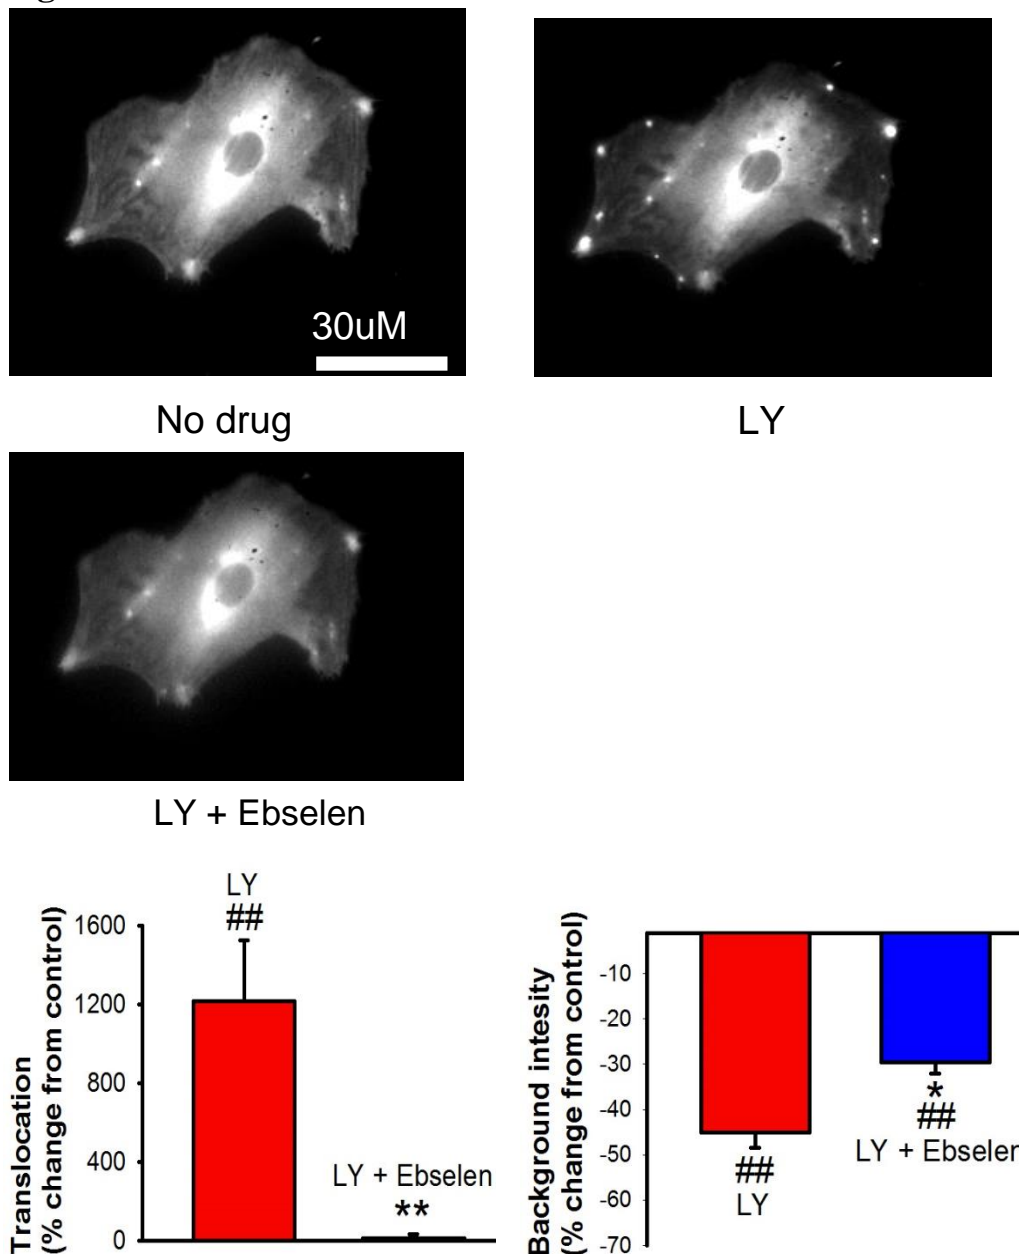 30uM
No drug
LY
LY + Ebselen
Translocation
(% change from control)
1600
1200
800
400
0
LY
##
LY + Ebselen
**
Background intesity
(% change from control)
-10
-20
-30
-40
-50
-60
-70
##
LY
*
##
LY + Ebselen